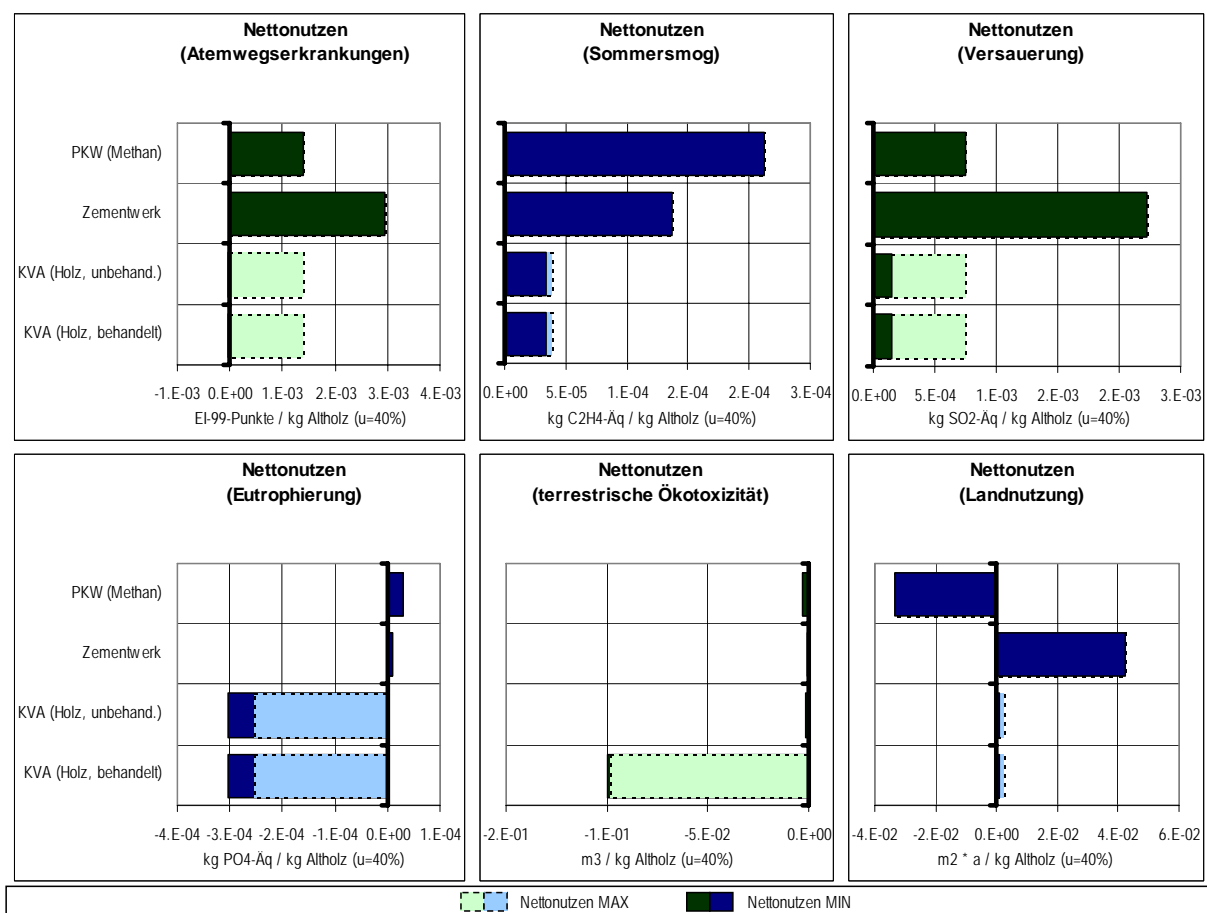 Nettonutzen
(Atemwegserkrankungen)
PKW (Methan)
Zementwerk
KVA (Holz, unbehand.)
KVA (Holz, behandelt)
-1.E-03 0.E+00 1.E-03 2.E-03 3.E-03 4.E-03
EI-99-Punkte / kg Altholz (u=40%)
Nettonutzen
(Sommersmog)
0.E+00 5.E-05 1.E-04 1.E-04 2.E-04 3.E-04
kg C2H4-Äq / kg Altholz (u=40%)
Nettonutzen
(Versauerung)
0.E+00 5.E-04 1.E-03 2.E-03 2.E-03 3.E-03
kg SO2-Äq / kg Altholz (u=40%)
Nettonutzen
(Eutrophierung)
PKW (Methan)
Zementwerk
KVA (Holz, unbehand.)
KVA (Holz, behandelt)
-4.E-04 -3.E-04 -2.E-04 -1.E-04 0.E+00 1.E-04
kg PO4-Äq / kg Altholz (u=40%)
Nettonutzen
(terrestrische Ökotoxizität)
-2.E-01 -1.E-01 -5.E-02 0.E+00
m3 / kg Altholz (u=40%)
Nettonutzen
(Landnutzung)
-4.E-02 -2.E-02 0.E+00 2.E-02 4.E-02 6.E-02
m2 * a / kg Altholz (u=40%)
Nettonutzen MAX Nettonutzen MIN